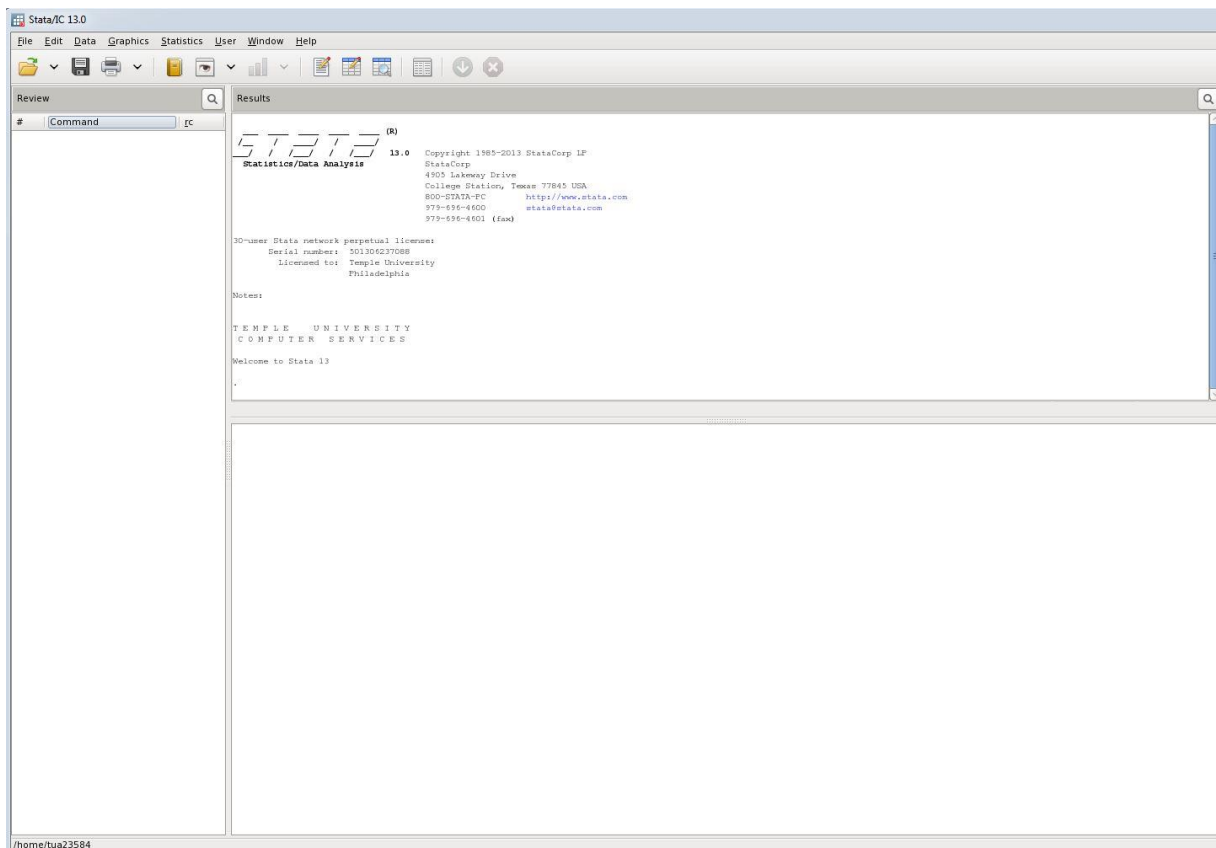 Stata/IC 13.0
File Edit Data Graphics Statistics User Window Help
Review
# Command rc
Results
(R)
STATA 13.0 Copyright 1985-2013 StataCorp LP
Statistics/Data Analysis StataCorp
4905 Lakeway Drive
College Station, Texas 77845 USA
800-STATA-PC http://www.stata.com
979-696-4600 stata@stata.com
979-696-4601 (fax)
30-user Stata network perpetual license:
Serial number: 501306237088
Licensed to: Temple University
Philadelphia
Notes:
T E M P L E U N I V E R S I T Y
C O M P U T E R S E R V I C E S
Welcome to Stata 13
.
/home/tua23584